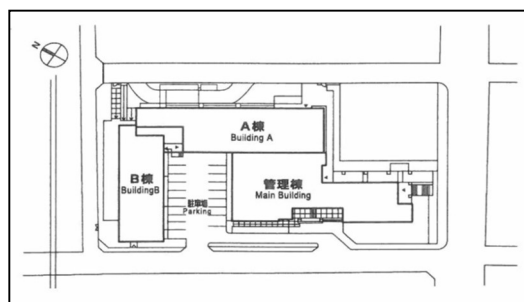 N
A棟
Building A
B棟
BuildingB
管理棟
Main Building
駐車場
Parking